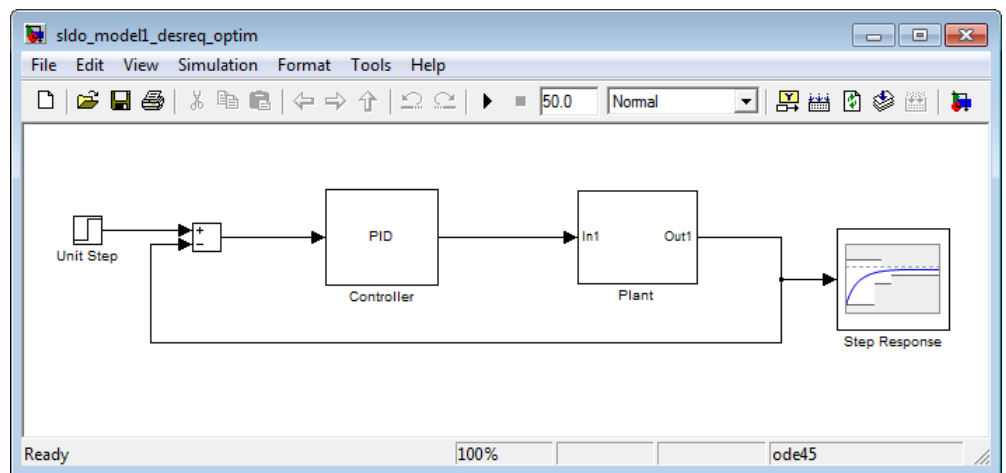 sldo_model1_desreq_optim
File Edit View Simulation Format Tools Help
50.0 Normal
Unit Step
+
−
PID
Controller
In1 Out1
Plant
Step Response
Ready 100% ode45